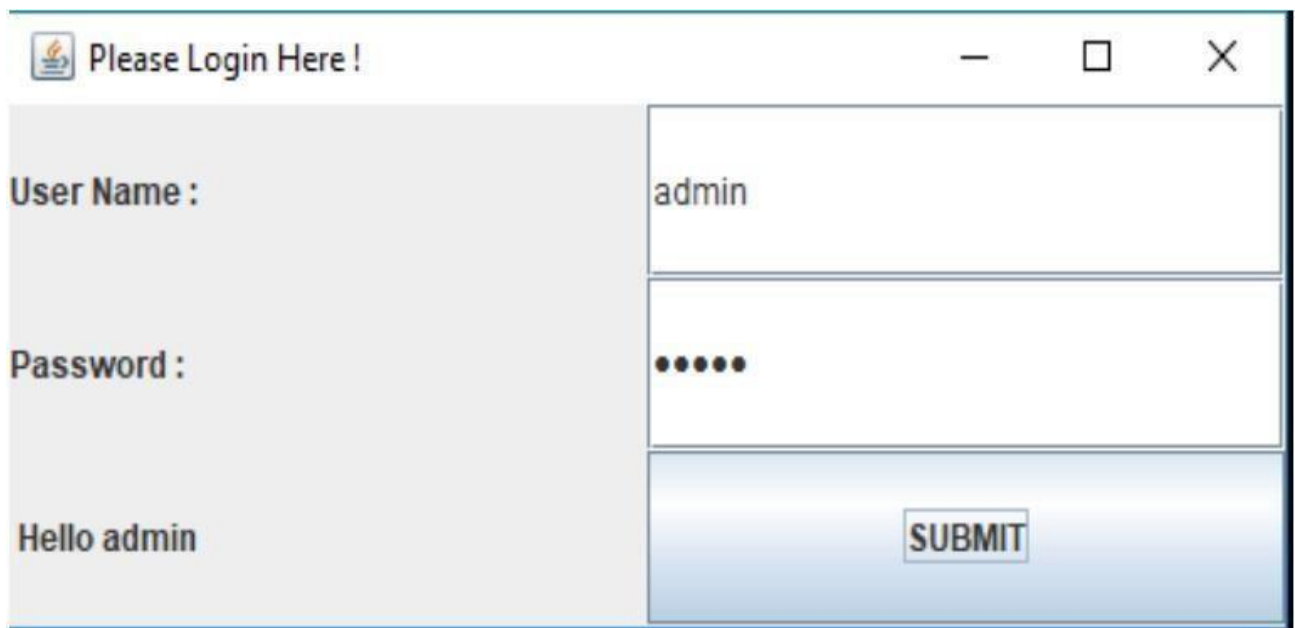 Please Login Here !
User Name :
admin
Password :
•••••
Hello admin
SUBMIT